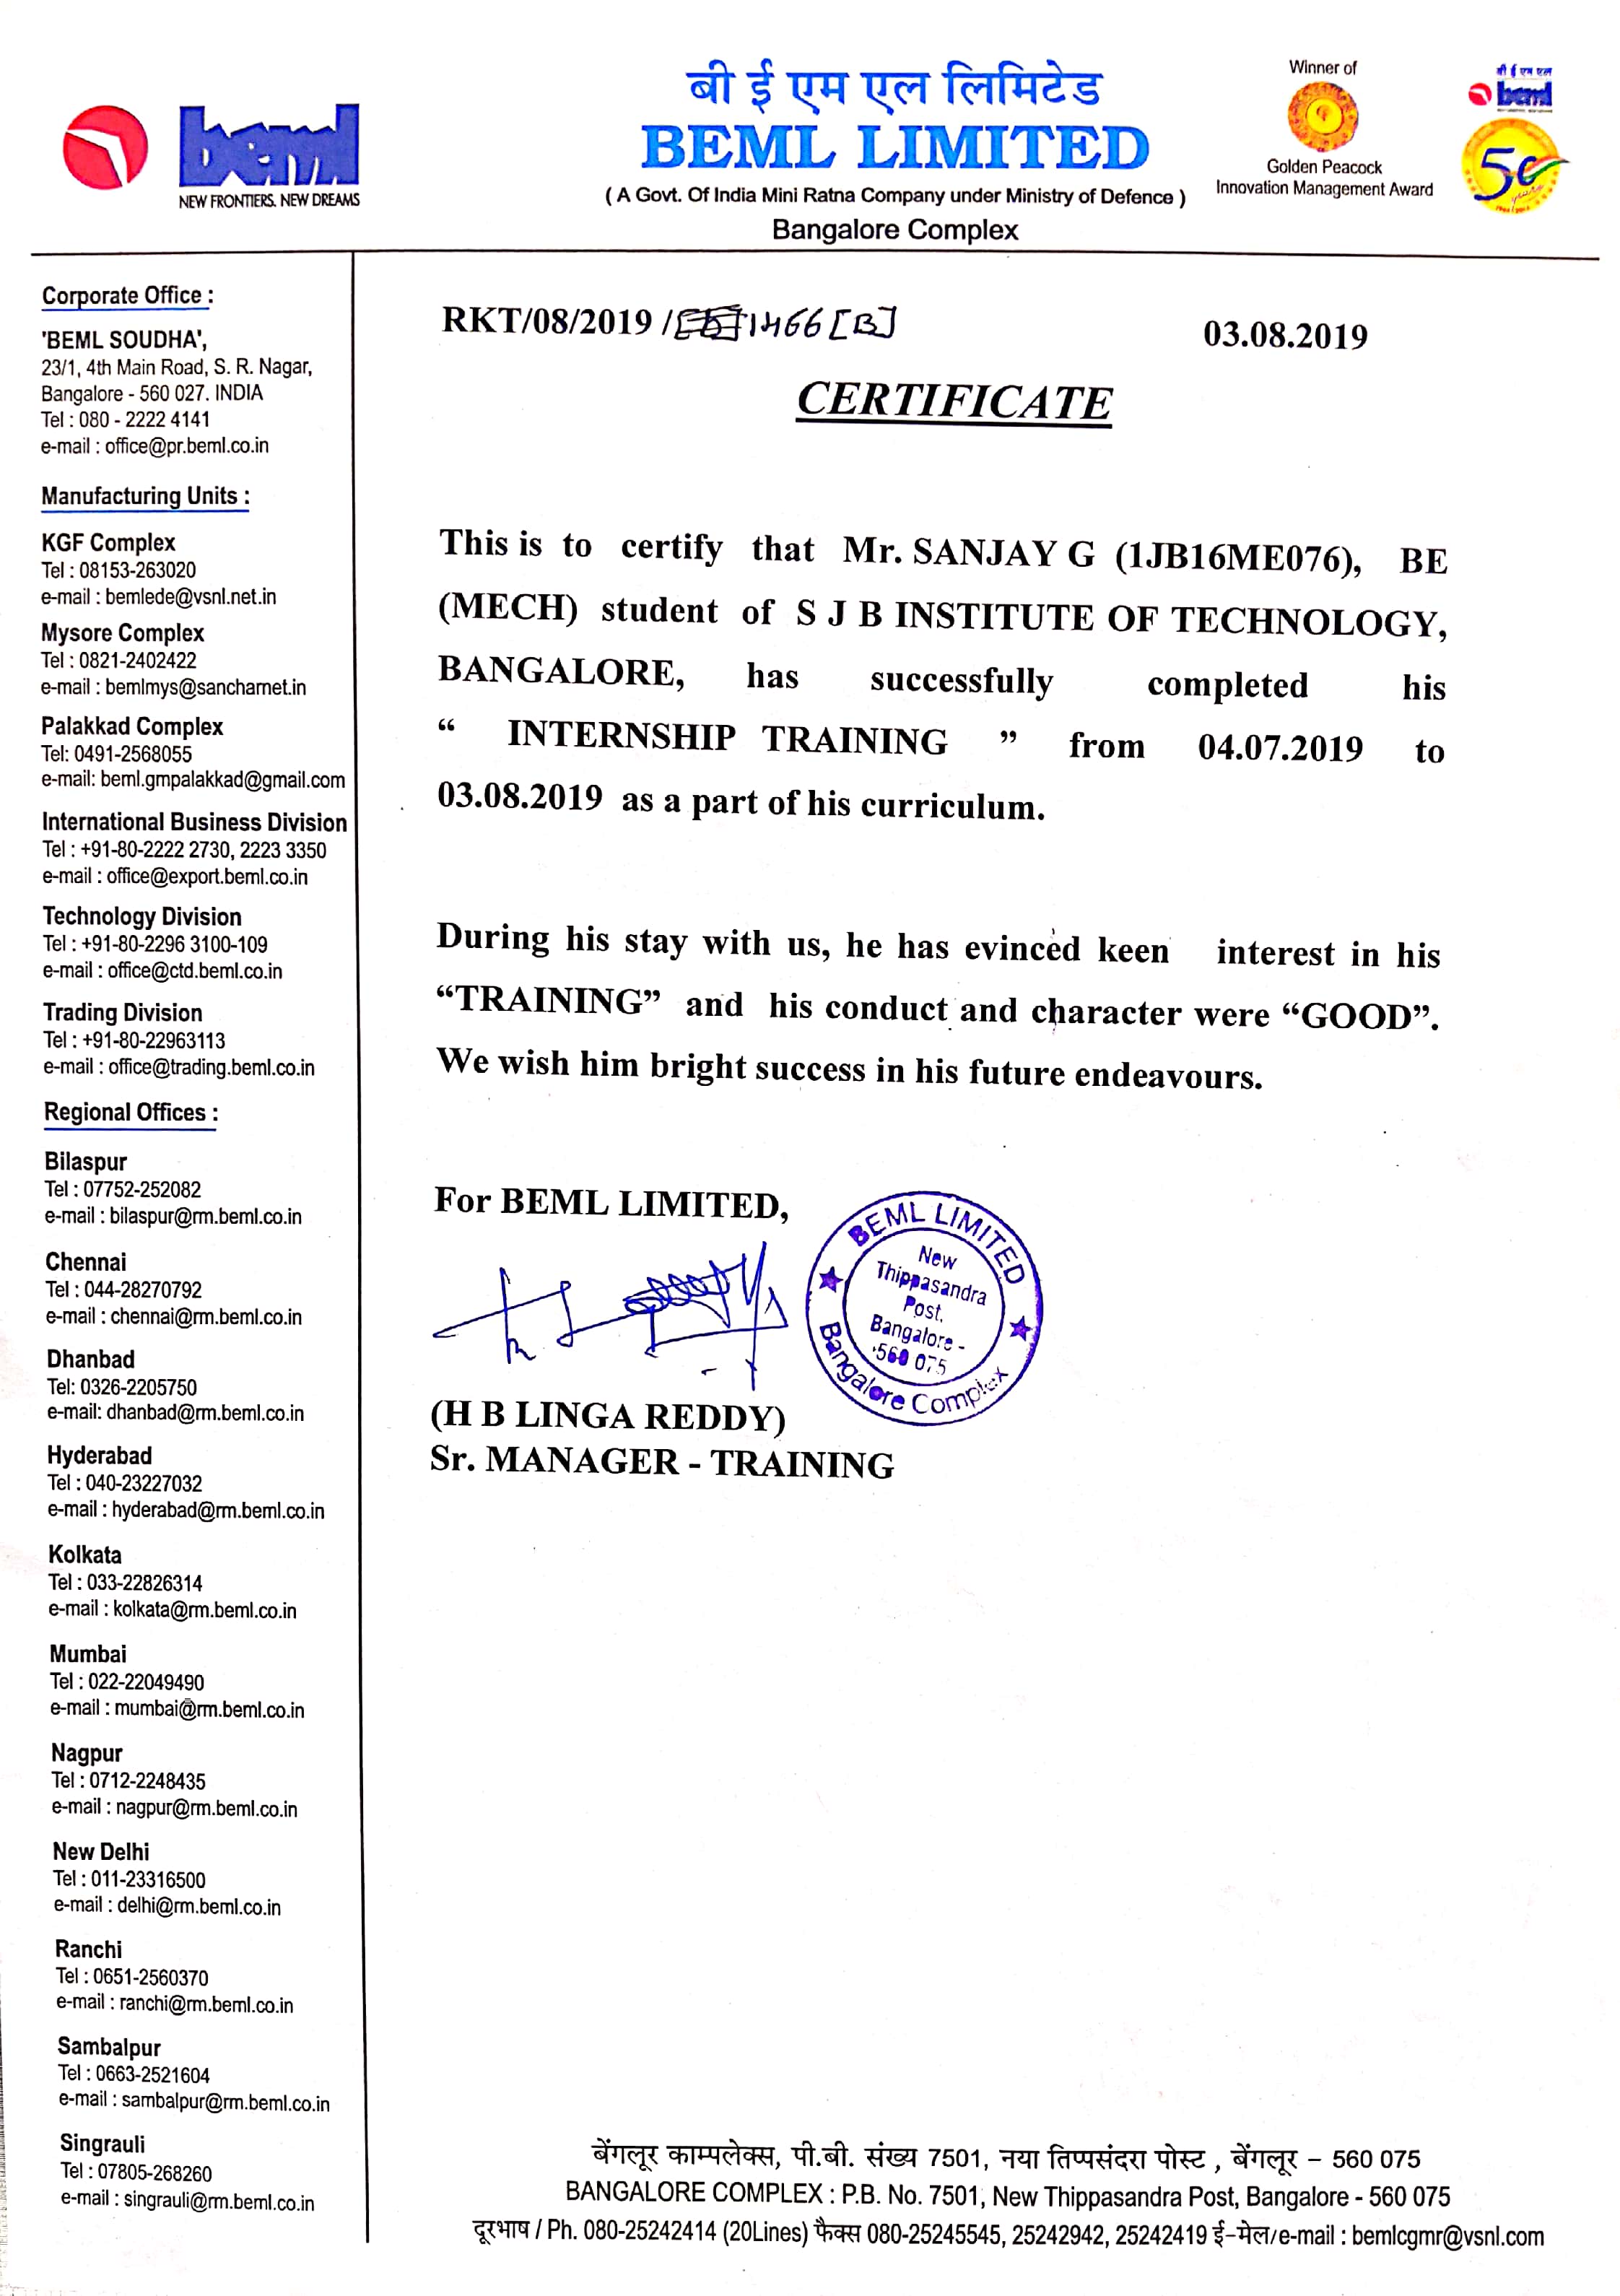 beml
NEW FRONTIERS. NEW DREAMS
बी ई एम एल लिमिटेड
BEML LIMITED
( A Govt. Of India Mini Ratna Company under Ministry of Defence )
Bangalore Complex
Winner of
Golden Peacock
Innovation Management Award
बी ई एम एल
beml
50
years
Corporate Office :
'BEML SOUDHA',
23/1, 4th Main Road, S. R. Nagar,
Bangalore - 560 027. INDIA
Tel : 080 - 2222 4141
e-mail : office@pr.beml.co.in
Manufacturing Units :
KGF Complex
Tel : 08153-263020
e-mail : bemlede@vsnl.net.in
Mysore Complex
Tel : 0821-2402422
e-mail : bemlmys@sancharnet.in
Palakkad Complex
Tel: 0491-2568055
e-mail: beml.gmpalakkad@gmail.com
International Business Division
Tel : +91-80-2222 2730, 2223 3350
e-mail : office@export.beml.co.in
Technology Division
Tel : +91-80-2296 3100-109
e-mail : office@ctd.beml.co.in
Trading Division
Tel : +91-80-22963113
e-mail : office@trading.beml.co.in
Regional Offices :
Bilaspur
Tel : 07752-252082
e-mail : bilaspur@rm.beml.co.in
Chennai
Tel : 044-28270792
e-mail : chennai@rm.beml.co.in
Dhanbad
Tel: 0326-2205750
e-mail: dhanbad@rm.beml.co.in
Hyderabad
Tel : 040-23227032
e-mail : hyderabad@rm.beml.co.in
Kolkata
Tel : 033-22826314
e-mail : kolkata@rm.beml.co.in
Mumbai
Tel : 022-22049490
e-mail : mumbai@rm.beml.co.in
Nagpur
Tel : 0712-2248435
e-mail : nagpur@rm.beml.co.in
New Delhi
Tel : 011-23316500
e-mail : delhi@rm.beml.co.in
Ranchi
Tel : 0651-2560370
e-mail : ranchi@rm.beml.co.in
Sambalpur
Tel : 0663-2521604
e-mail : sambalpur@rm.beml.co.in
Singrauli
Tel : 07805-268260
e-mail : singrauli@rm.beml.co.in
RKT/08/2019 / 1466 [B]
03.08.2019
CERTIFICATE
This is to certify that Mr. SANJAY G (1JB16ME076), BE
(MECH) student of S J B INSTITUTE OF TECHNOLOGY,
BANGALORE, has successfully completed his
“ INTERNSHIP TRAINING ” from 04.07.2019 to
03.08.2019 as a part of his curriculum.
During his stay with us, he has evinced keen interest in his
“TRAINING” and his conduct and character were “GOOD”.
We wish him bright success in his future endeavours.
For BEML LIMITED,
BEML LIMITED
New
Thippasandra
Post,
Bangalore -
560 075
Bangalore Complex
(H B LINGA REDDY)
Sr. MANAGER - TRAINING
बेंगलूर काम्पलेक्स, पी.बी. संख्य 7501, नया तिप्पसंदरा पोस्ट , बेंगलूर – 560 075
BANGALORE COMPLEX : P.B. No. 7501, New Thippasandra Post, Bangalore - 560 075
दूरभाष / Ph. 080-25242414 (20Lines) फैक्स 080-25245545, 25242942, 25242419 ई-मेल/e-mail : bemlcgmr@vsnl.com